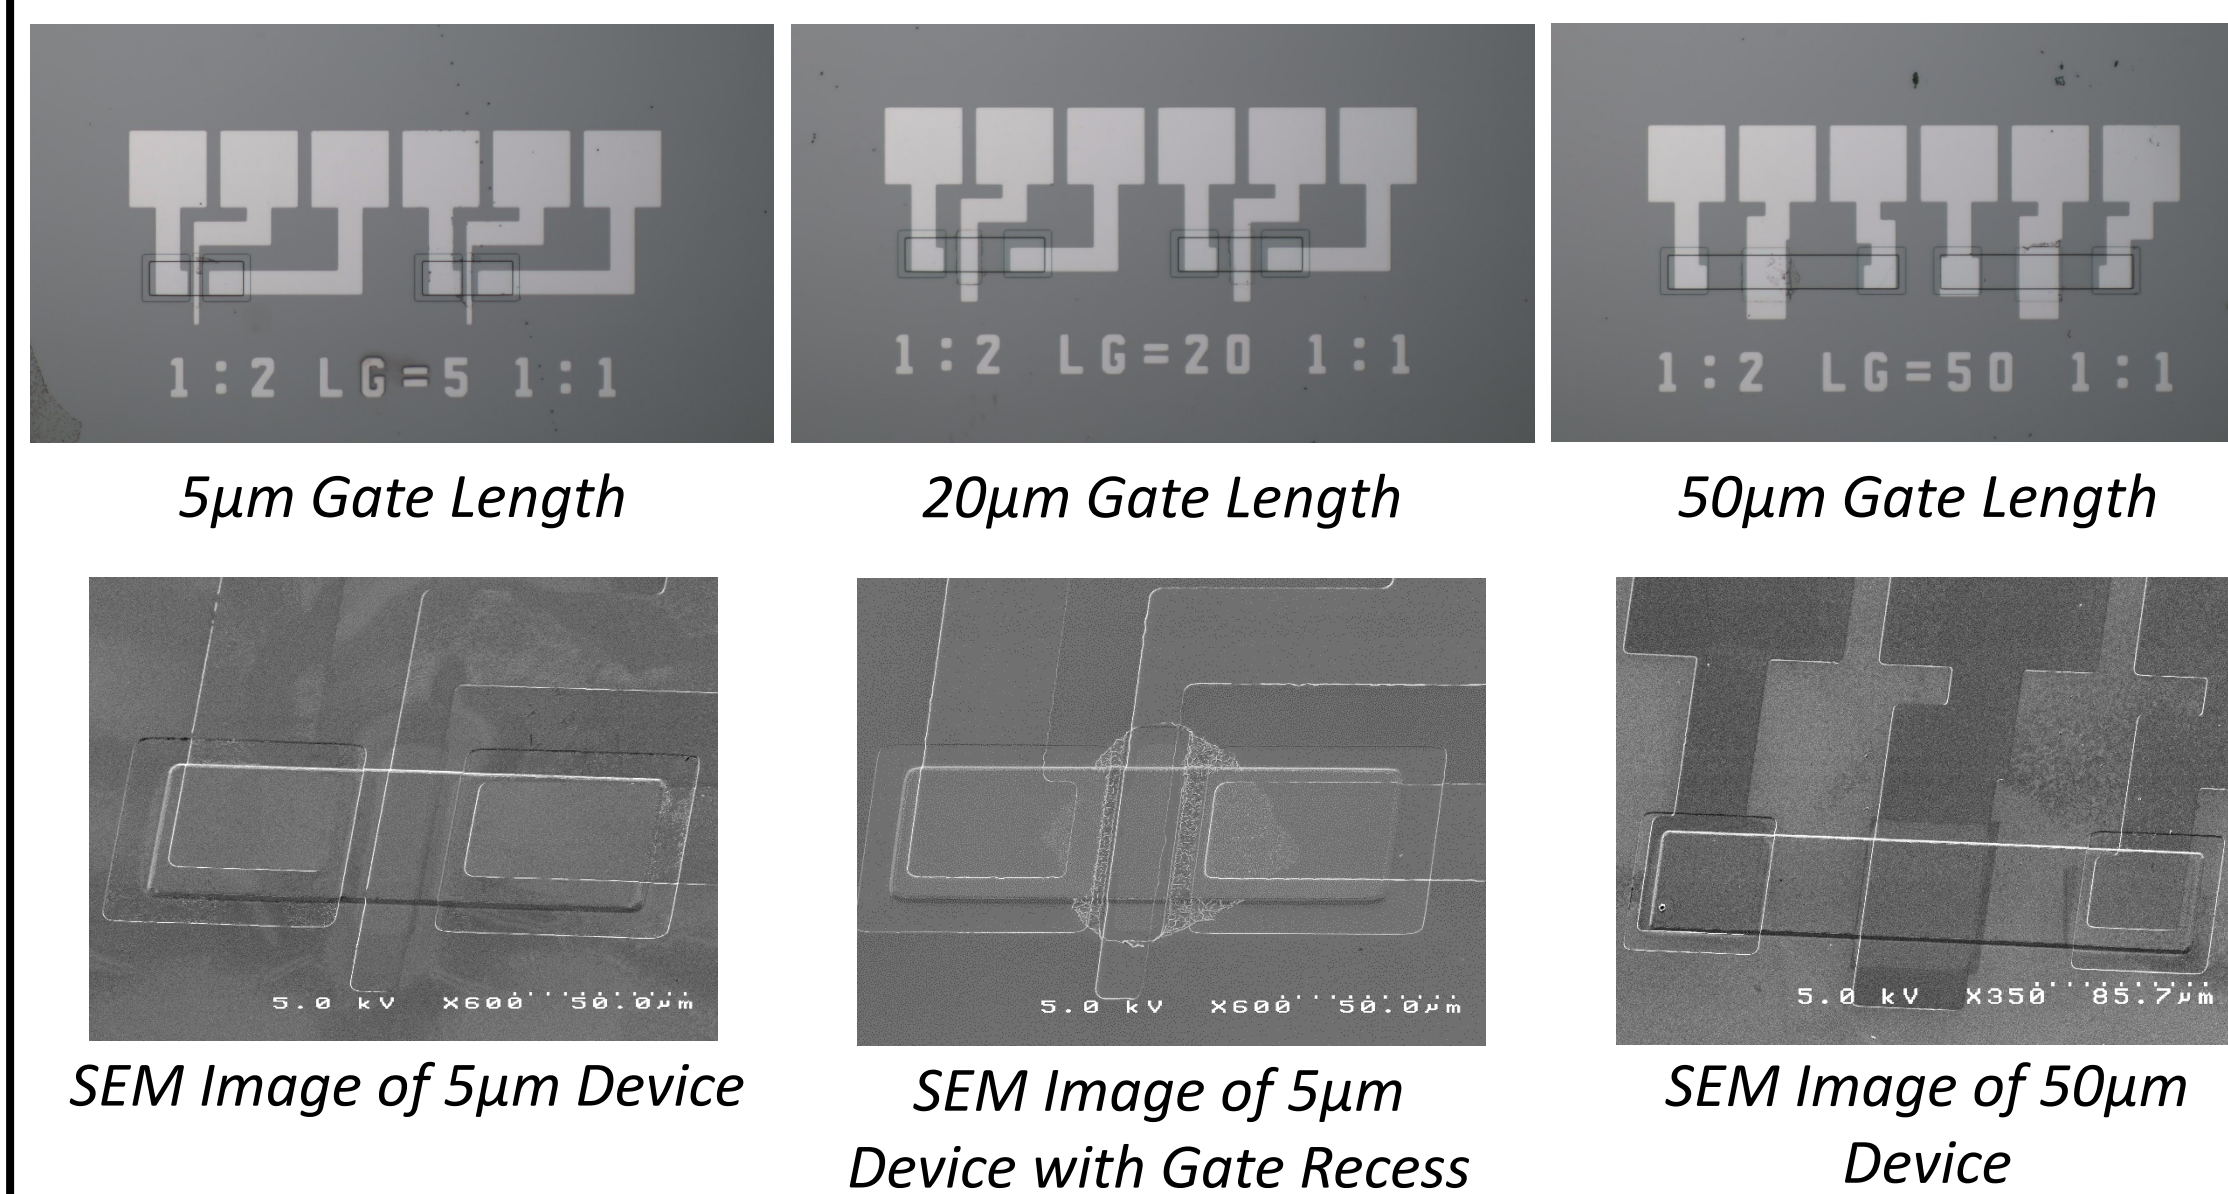 1:2 LG=5 1:1
1:2 LG=20 1:1
1:2 LG=50 1:1
5μm Gate Length
20μm Gate Length
50μm Gate Length
5.0 kV X600 50.0μm
5.0 kV X600 50.0μm
5.0 kV X350 85.7μm
SEM Image of 5μm Device
SEM Image of 5μm
Device with Gate Recess
SEM Image of 50μm
Device